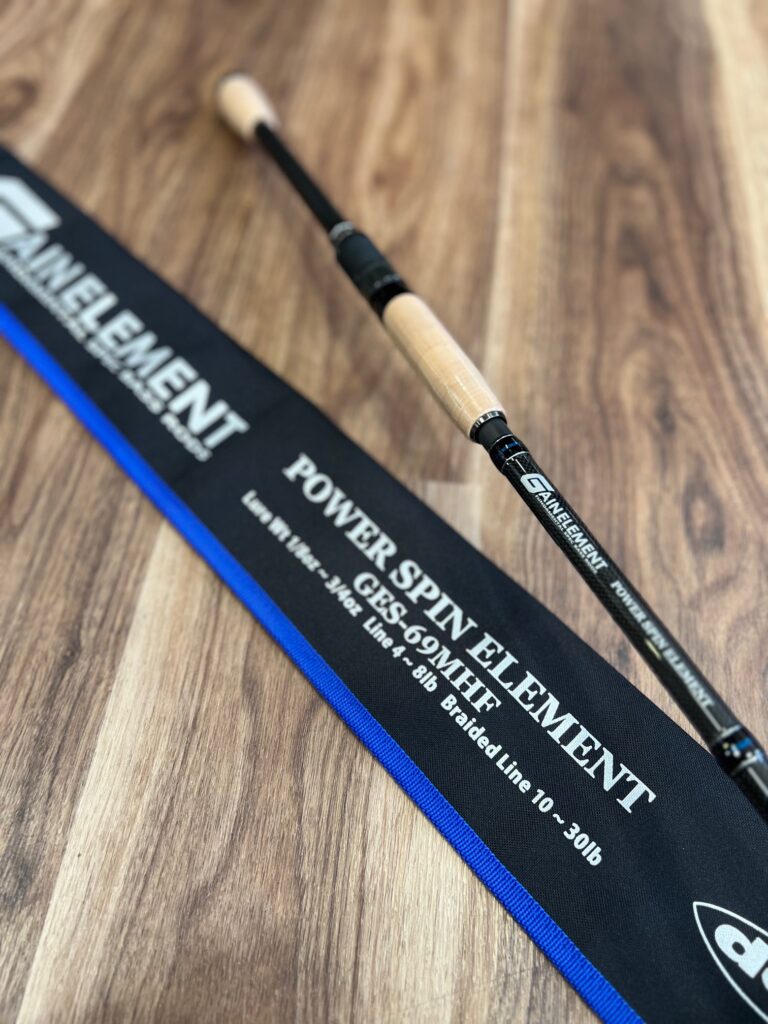 GAINELEMENT
POWER SPIN ELEMENT
GES-69MHF
Lure Wt 1/8oz ~ 3/4oz Line 4 ~ 8lb Braided Line 10 ~ 30lb
GAINELEMENT
POWER SPIN ELEMENT